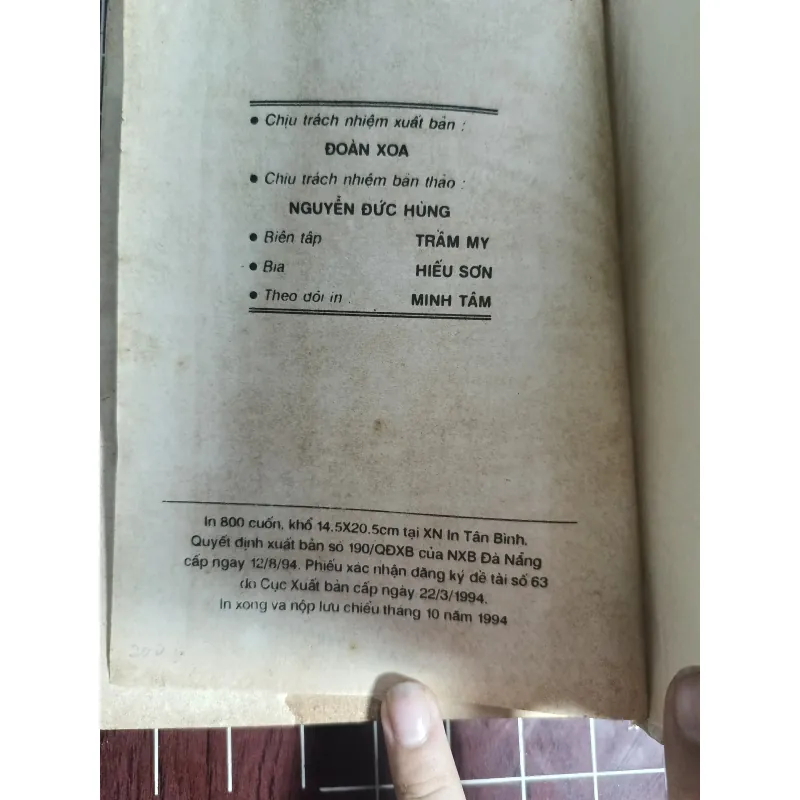 • Chịu trách nhiệm xuất bản :
ĐOÀN XOA
• Chịu trách nhiệm bản thảo :
NGUYỄN ĐỨC HÙNG
• Biên tập TRẦM MY
• Bìa HIẾU SƠN
• Theo dõi in : MINH TÂM
In 800 cuốn, khổ 14.5X20.5cm tại XN In Tân Bình.
Quyết định xuất bản số 190/QĐXB của NXB Đà Nẵng
cấp ngày 12/8/94. Phiếu xác nhận đăng ký đề tài số 63
do Cục Xuất bản cấp ngày 22/3/1994.
In xong và nộp lưu chiểu tháng 10 năm 1994